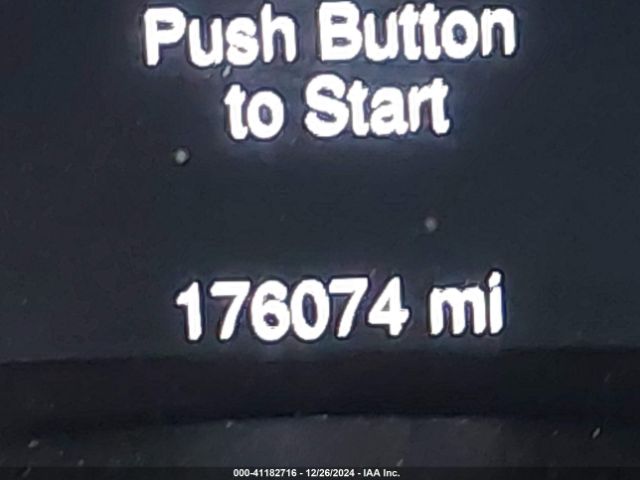 Push Button
to Start
176074 mi
000-41182716 - 12/26/2024 - IAA Inc.